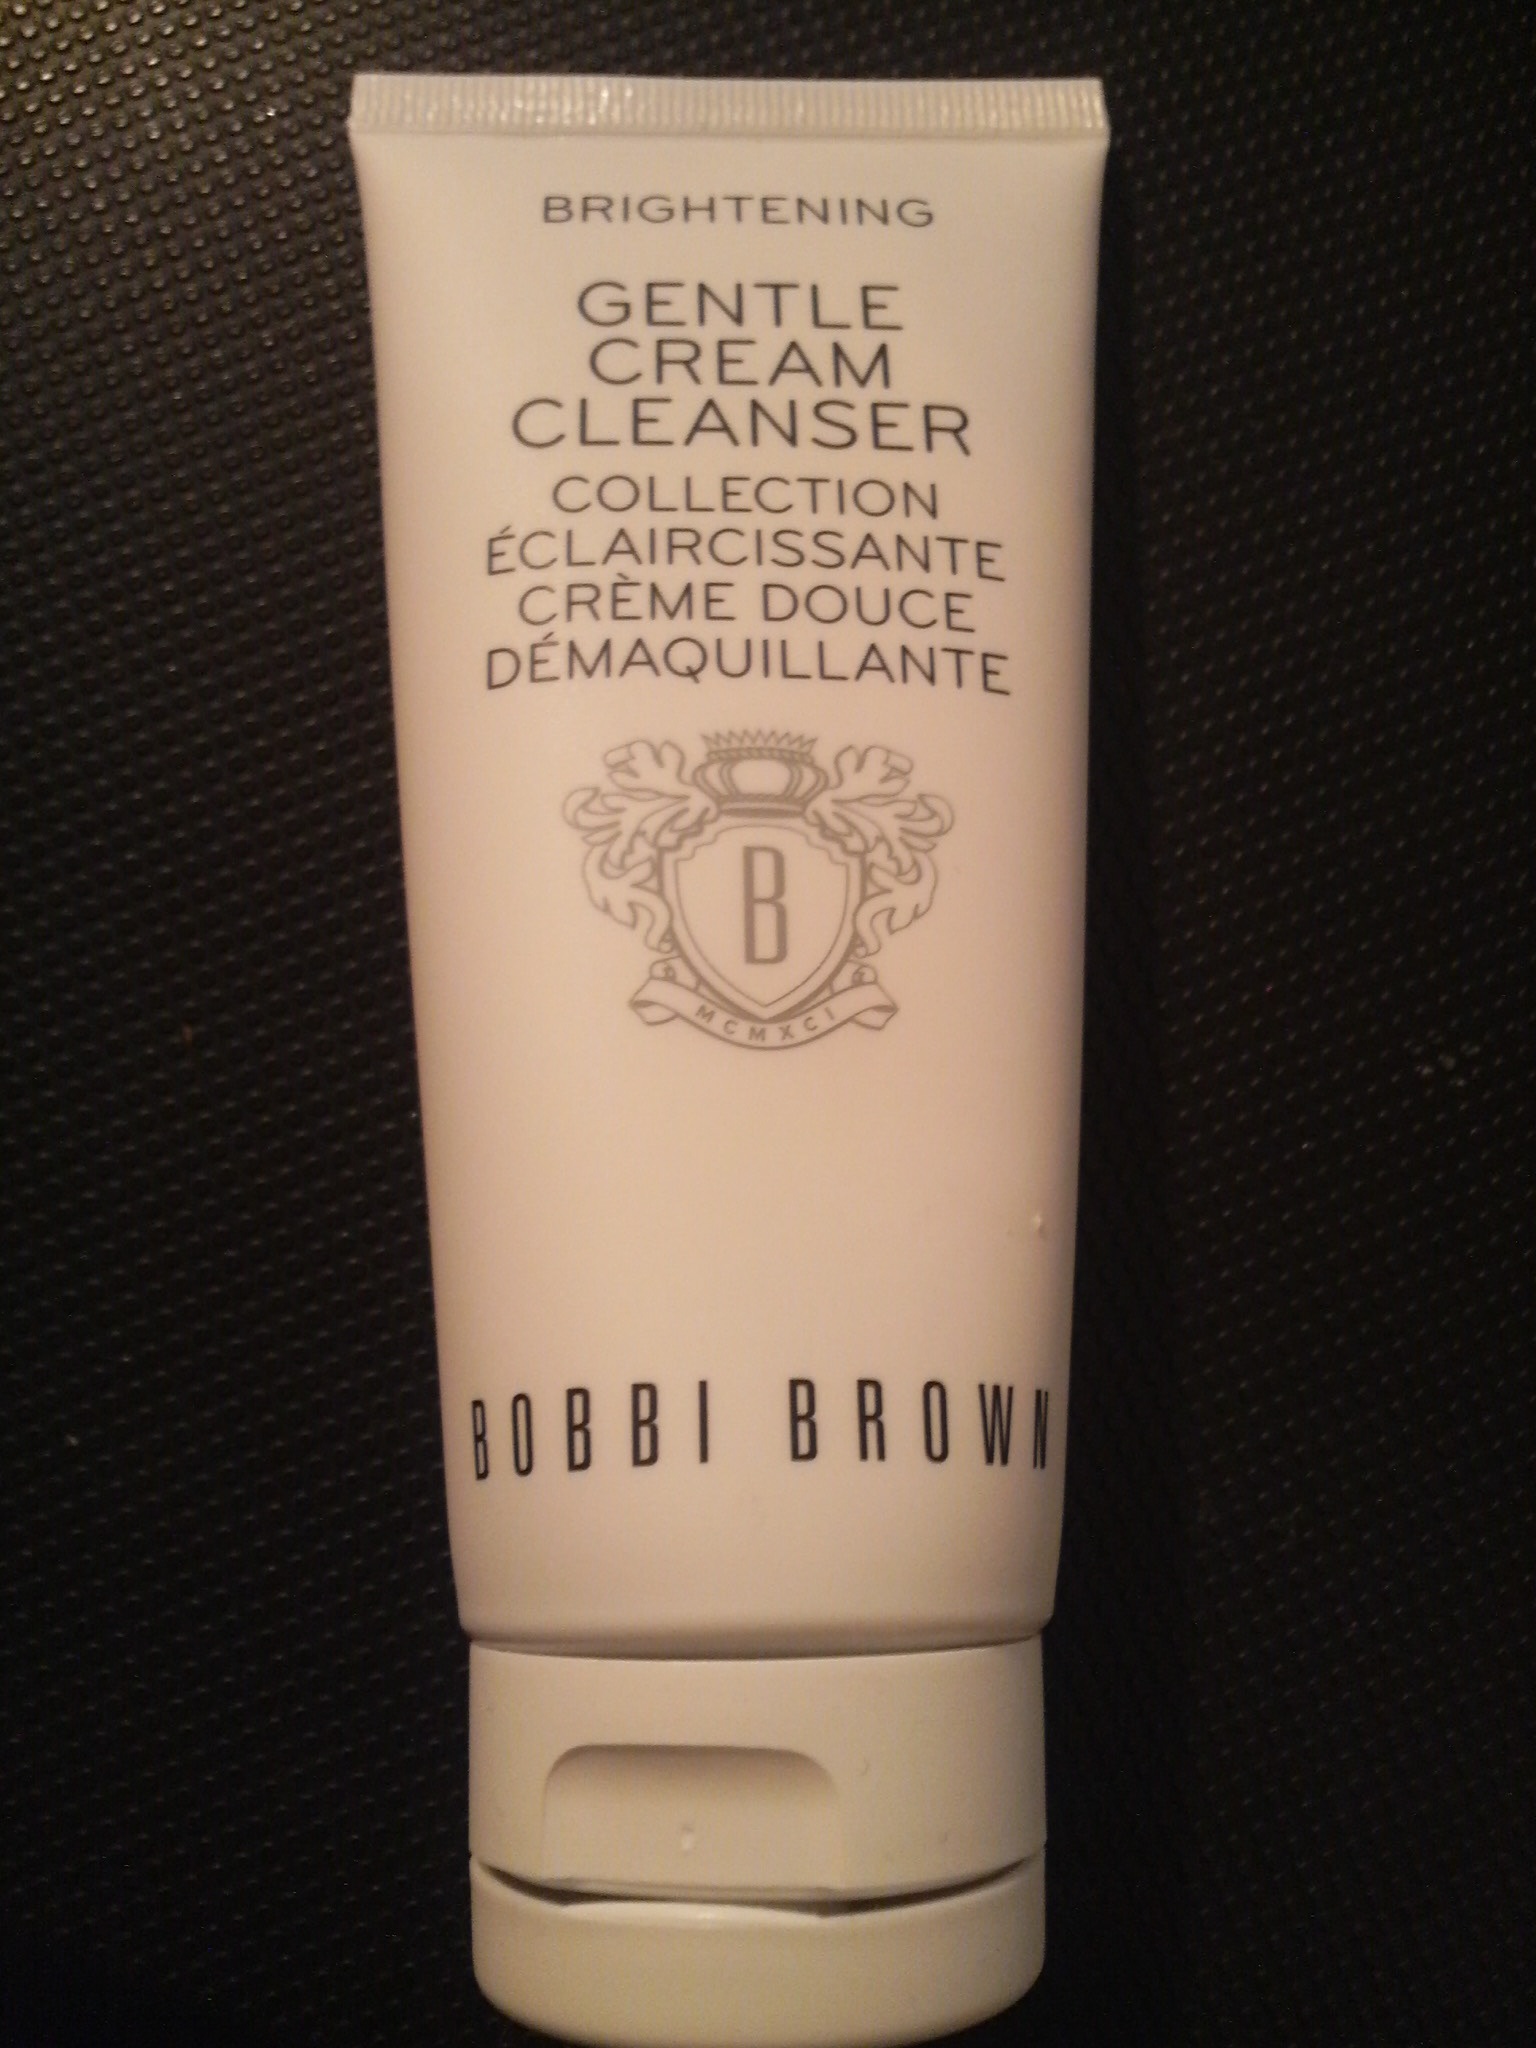 BRIGHTENING
GENTLE
CREAM
CLEANSER
COLLECTION
ÉCLAIRCISSANTE
CRÈME DOUCE
DÉMAQUILLANTE
B
MCMXCI
BOBBI BROWN